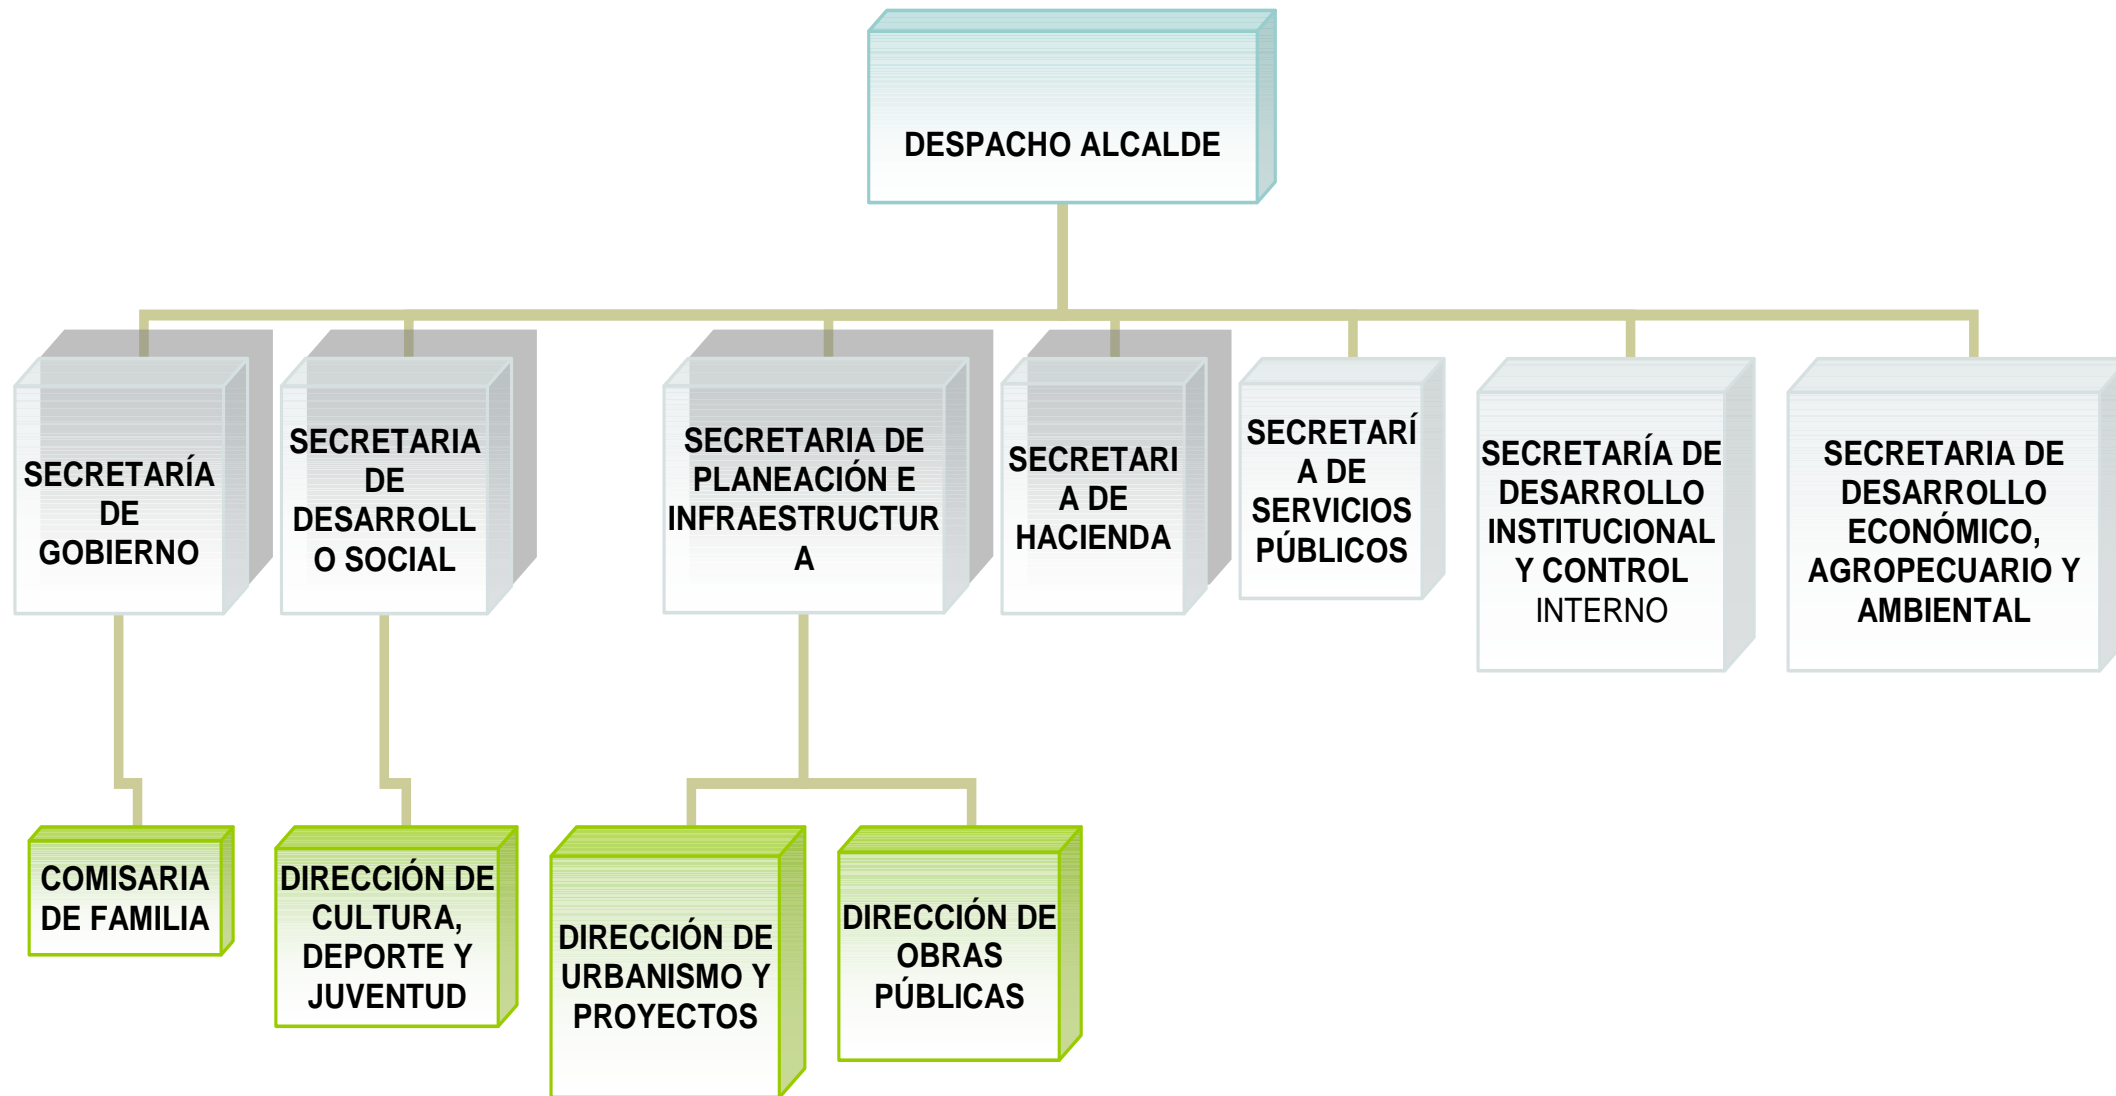 DESPACHO ALCALDE
SECRETARÍA
DE
GOBIERNO
SECRETARIA
DE
DESARROLL
O SOCIAL
SECRETARIA DE
PLANEACIÓN E
INFRAESTRUCTUR
A
SECRETARI
A DE
HACIENDA
SECRETARÍ
A DE
SERVICIOS
PÚBLICOS
SECRETARÍA DE
DESARROLLO
INSTITUCIONAL
Y CONTROL
INTERNO
SECRETARIA DE
DESARROLLO
ECONÓMICO,
AGROPECUARIO Y
AMBIENTAL
COMISARIA
DE FAMILIA
DIRECCIÓN DE
CULTURA,
DEPORTE Y
JUVENTUD
DIRECCIÓN DE
URBANISMO Y
PROYECTOS
DIRECCIÓN DE
OBRAS
PÚBLICAS